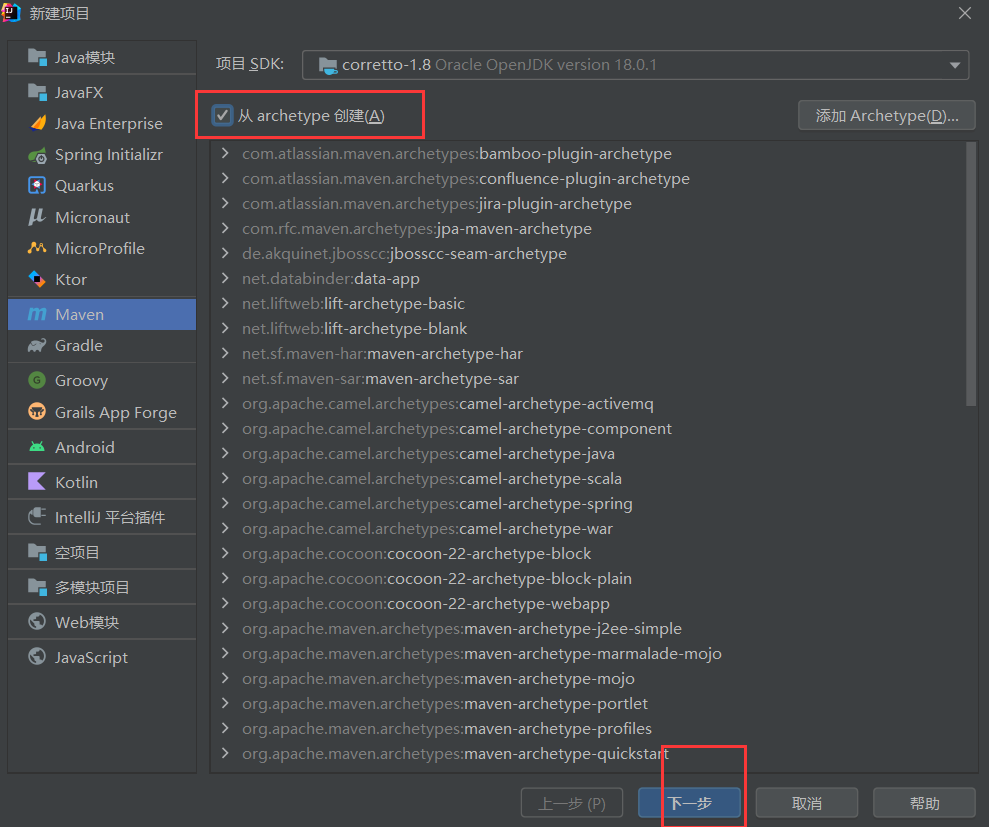 新建项目
Java模块
JavaFX
Java Enterprise
Spring Initializr
Quarkus
Micronaut
MicroProfile
Ktor
Maven
Gradle
Groovy
Grails App Forge
Android
Kotlin
IntelliJ 平台插件
空项目
多模块项目
Web模块
JavaScript
项目 SDK: corretto-1.8 Oracle OpenJDK version 18.0.1
从 archetype 创建(A) 添加 Archetype(D)...
com.atlassian.maven.archetypes:bamboo-plugin-archetype
com.atlassian.maven.archetypes:confluence-plugin-archetype
com.atlassian.maven.archetypes:jira-plugin-archetype
com.rfc.maven.archetypes:jpa-maven-archetype
de.akquinet.jbosscc:jbosscc-seam-archetype
net.databinder:data-app
net.liftweb:lift-archetype-basic
net.liftweb:lift-archetype-blank
net.sf.maven-har:maven-archetype-har
net.sf.maven-sar:maven-archetype-sar
org.apache.camel.archetypes:camel-archetype-activemq
org.apache.camel.archetypes:camel-archetype-component
org.apache.camel.archetypes:camel-archetype-java
org.apache.camel.archetypes:camel-archetype-scala
org.apache.camel.archetypes:camel-archetype-spring
org.apache.camel.archetypes:camel-archetype-war
org.apache.cocoon:cocoon-22-archetype-block
org.apache.cocoon:cocoon-22-archetype-block-plain
org.apache.cocoon:cocoon-22-archetype-webapp
org.apache.maven.archetypes:maven-archetype-j2ee-simple
org.apache.maven.archetypes:maven-archetype-marmalade-mojo
org.apache.maven.archetypes:maven-archetype-mojo
org.apache.maven.archetypes:maven-archetype-portlet
org.apache.maven.archetypes:maven-archetype-profiles
org.apache.maven.archetypes:maven-archetype-quickstart
上一步 (P) 下一步 取消 帮助